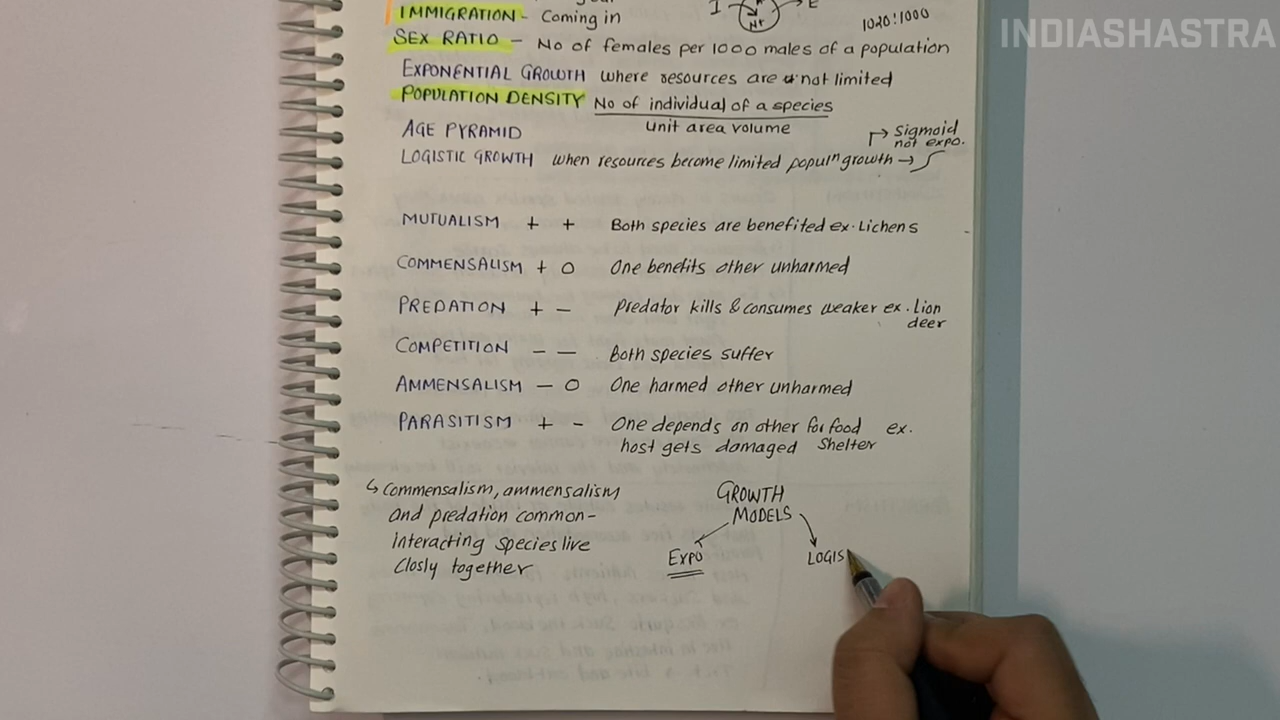 IMMIGRATION - Coming in
I E
Nt
1020:1000
INDIASHASTRA
SEX RATIO - No of females per 1000 males of a population
EXPONENTIAL GROWTH where resources are not limited
POPULATION DENSITY No of individual of a species
unit area volume
AGE PYRAMID
Sigmoid
not expo.
LOGISTIC GROWTH when resources become limited populⁿ growth →
MUTUALISM + + Both species are benefited ex. Lichens
COMMENSALISM + 0 One benefits other unharmed
PREDATION + - Predator kills & consumes weaker ex. Lion
deer
COMPETITION - - Both species suffer
AMMENSALISM - 0 One harmed other unharmed
PARASITISM + - One depends on other for food ex.
host gets damaged Shelter
↳ Commensalism, ammensalism
and predation common-
interacting species live
closly together
GROWTH
MODELS
EXPO
LOGIS